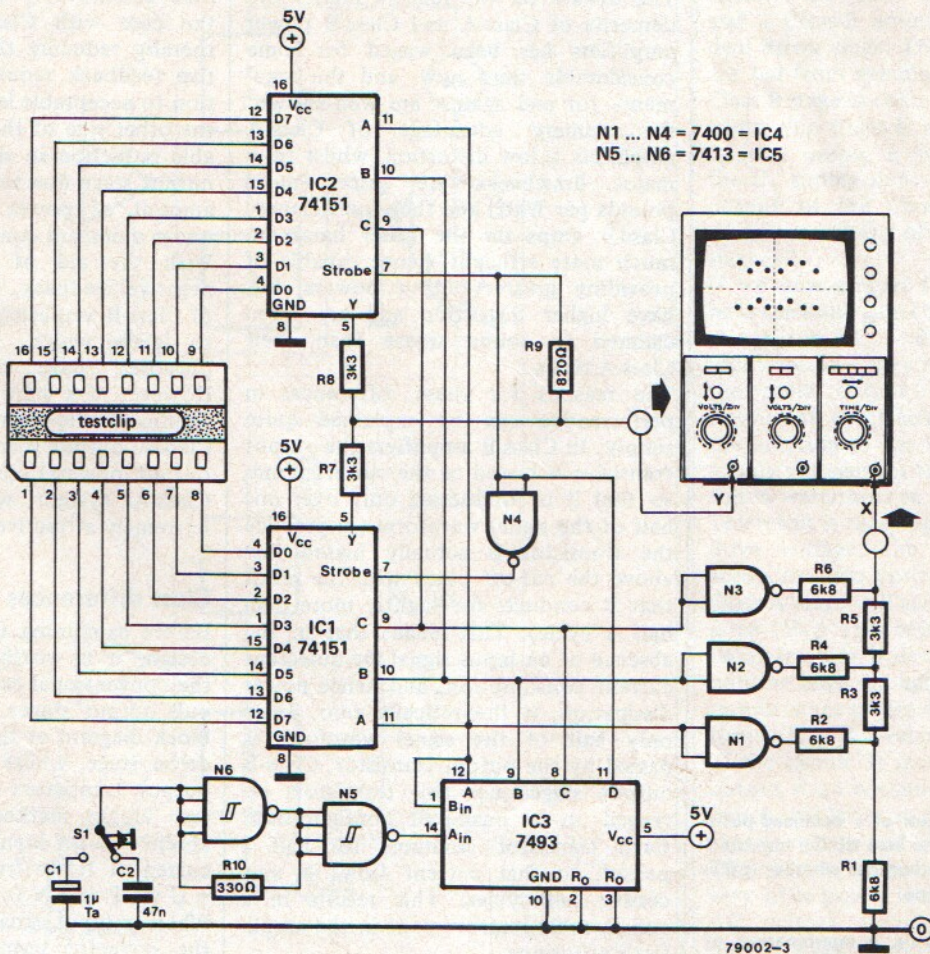 5V
N1 ... N4 = 7400 = IC4
N5 ... N6 = 7413 = IC5
16
Vcc
12 D7 A 11
13 D6
14 D5 B 10
15 D4
IC2
74151
1 D3 C 9
2 D2
3 D1 Strobe 7
4 D0
GND Y
8 5
R8 3k3
R9 820Ω
16 15 14 13 12 11 10 9
testclip
1 2 3 4 5 6 7 8
VOLTS/DIV VOLTS/DIV TIME/DIV
Y
X
5V
R7 3k3
16 5
Vcc Y
4 D0
3 D1 Strobe 7
2 D2
1 D3 C 9
IC1
74151
15 D4
14 D5 B 10
13 D6
12 D7 A 11
GND
8
N4
N3 R6 6k8
R5 3k3
N2 R4 6k8
R3 3k3
N1 R2 6k8
R1 6k8
12 9 8 11
A B C D
1 Bin
14 Ain
IC3
7493
Vcc 5 5V
GND Ro Ro
10 2 3
N6
N5
R10
330Ω
S1
C1
1µ
Ta
C2
47n
0
79002-3